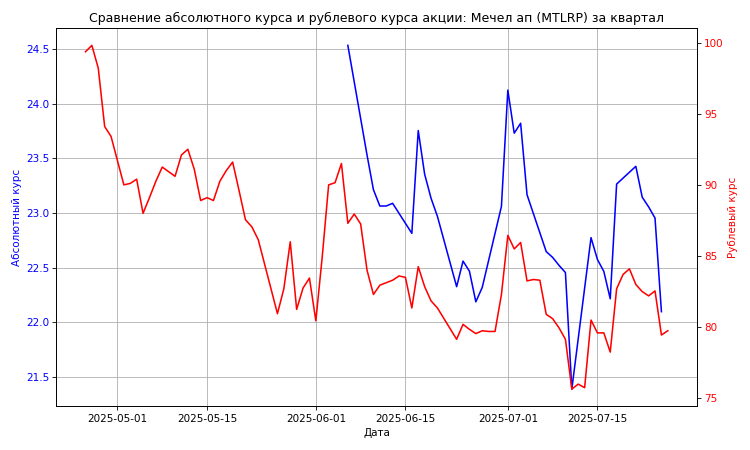 Сравнение абсолютного курса и рублевого курса акции: Мечел ап (MTLRP) за квартал
Абсолютный курс
24.5
24.0
23.5
23.0
22.5
22.0
21.5
100
95
90
85
80
75
Рублевый курс
2025-05-01 2025-05-15 2025-06-01 2025-06-15 2025-07-01 2025-07-15
Дата